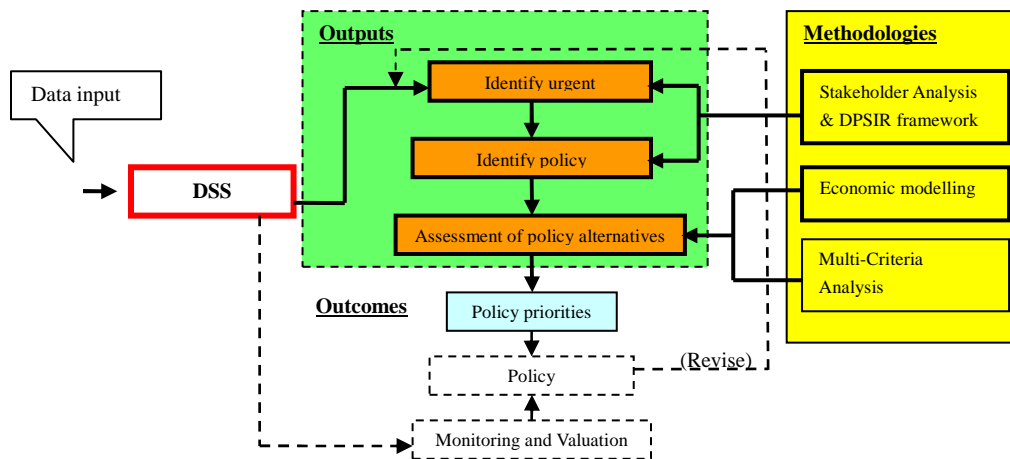 Outputs
Methodologies
Data input
Identify urgent
Stakeholder Analysis
& DPSIR framework
Identify policy
DSS
Economic modelling
Assessment of policy alternatives
Multi-Criteria
Analysis
Outcomes
Policy priorities
(Revise)
Policy
Monitoring and Valuation